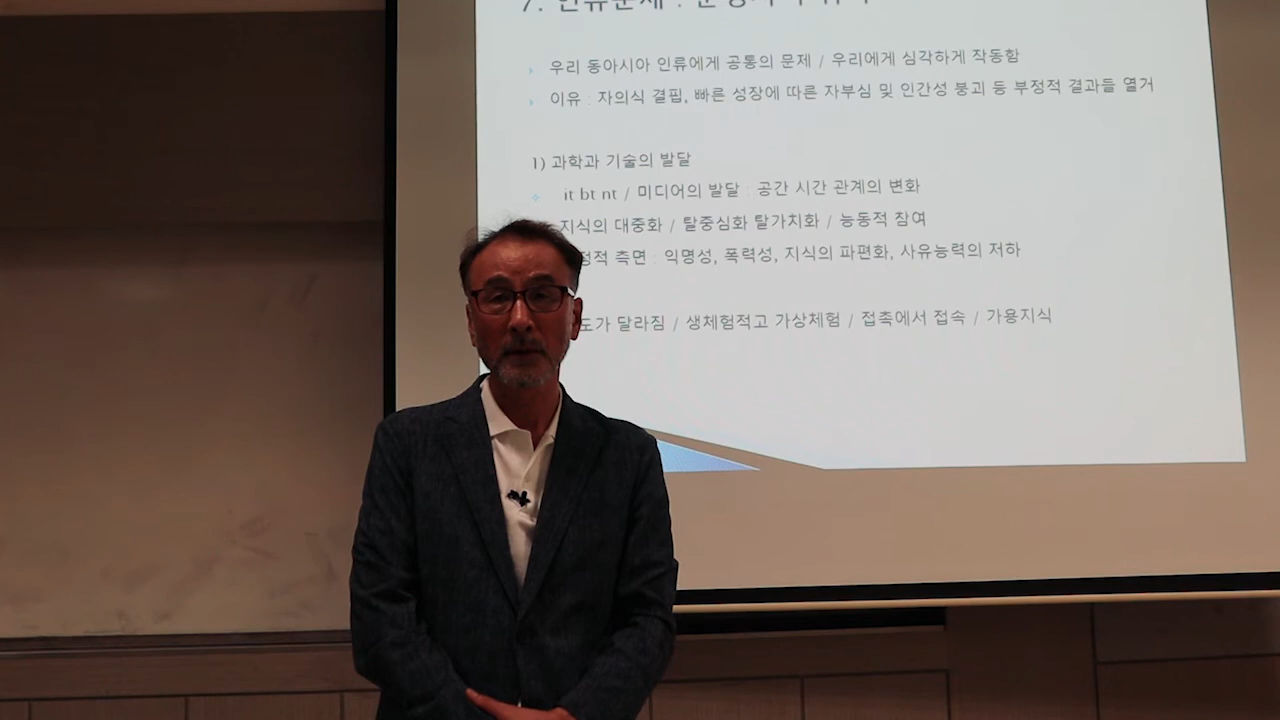 7. 인류문제 :
우리 동아시아 인류에게 공통의 문제 / 우리에게 심각하게 작동함
이유 : 자의식 결핍, 빠른 성장에 따른 자부심 및 인간성 붕괴 등 부정적 결과들 열거
1) 과학과 기술의 발달
it bt nt / 미디어의 발달 : 공간 시간 관계의 변화
지식의 대중화 / 탈중심화 탈가치화 / 능동적 참여
정적 측면 : 익명성, 폭력성, 지식의 파편화, 사유능력의 저하
도가 달라짐 / 생체험적고 가상체험 / 접촉에서 접속 / 가용지식